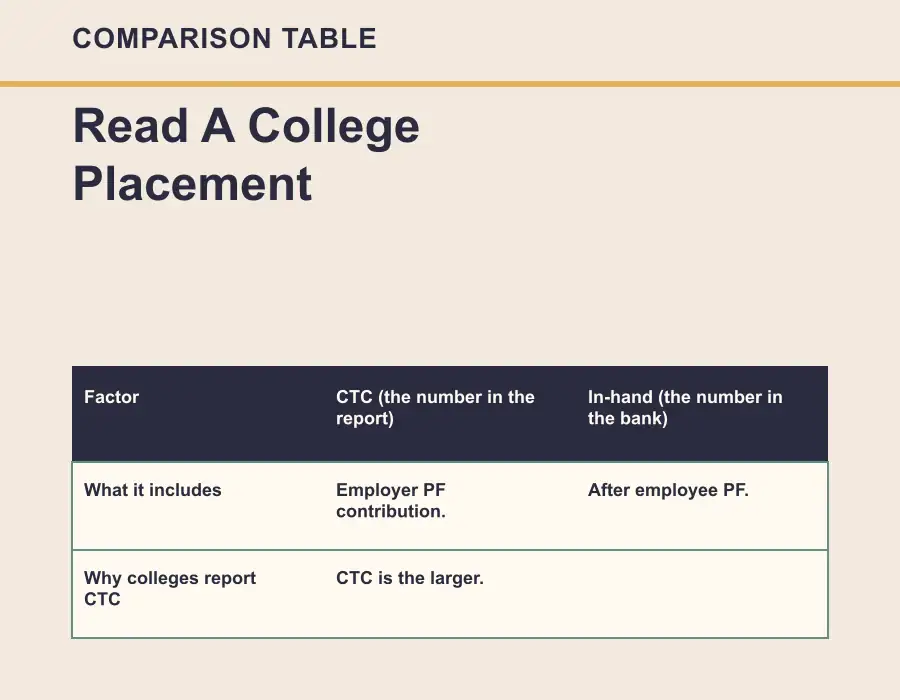 COMPARISON TABLE
Read A College
Placement
Factor
CTC (the number in the
report)
In-hand (the number in
the bank)
What it includes
Employer PF
contribution.
After employee PF.
Why colleges report
CTC
CTC is the larger.